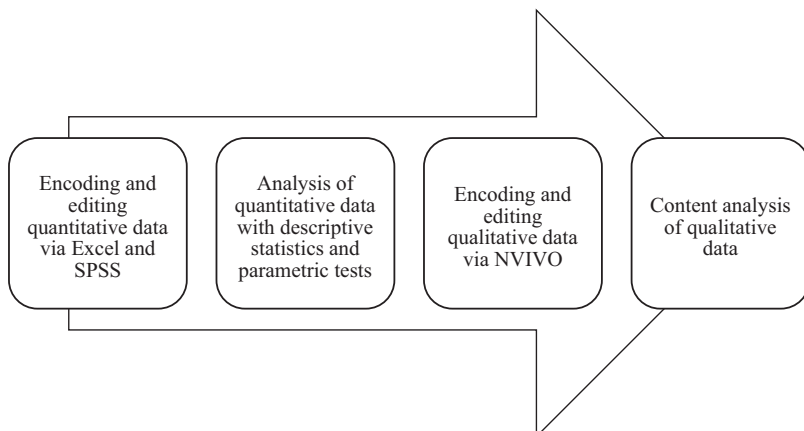 Encoding and
editing
quantitative data
via Excel and
SPSS
Analysis of
quantitative data
with descriptive
statistics and
parametric tests
Encoding and
editing
qualitative data
via NVIVO
Content analysis
of qualitative
data